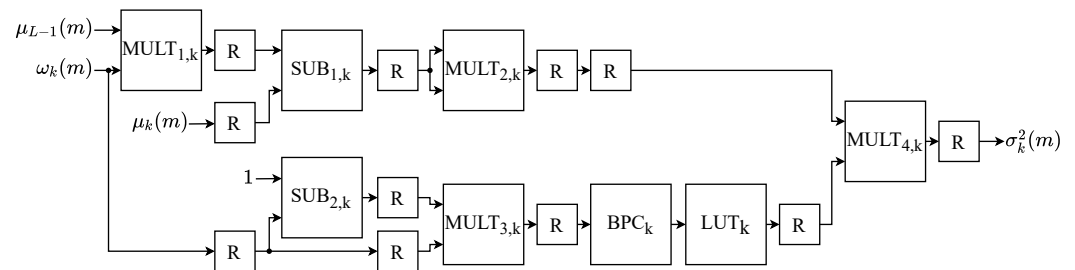 μ_{L−1}(m) MULT_{1,k} R SUB_{1,k} R MULT_{2,k} R R
ω_k(m)
μ_k(m) R
MULT_{4,k} R σ_k^2(m)
1 SUB_{2,k} R
MULT_{3,k} R BPC_k LUT_k R
R R